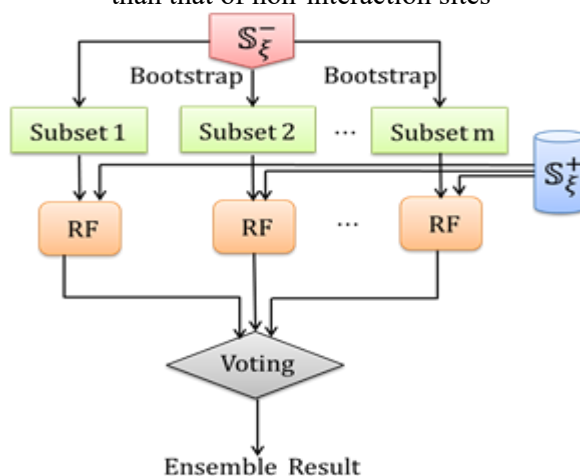 than that of non-interaction sites
𝕊ξ−
Bootstrap Bootstrap
Subset 1 Subset 2 ... Subset m
𝕊ξ+
RF RF ... RF
Voting
Ensemble Result